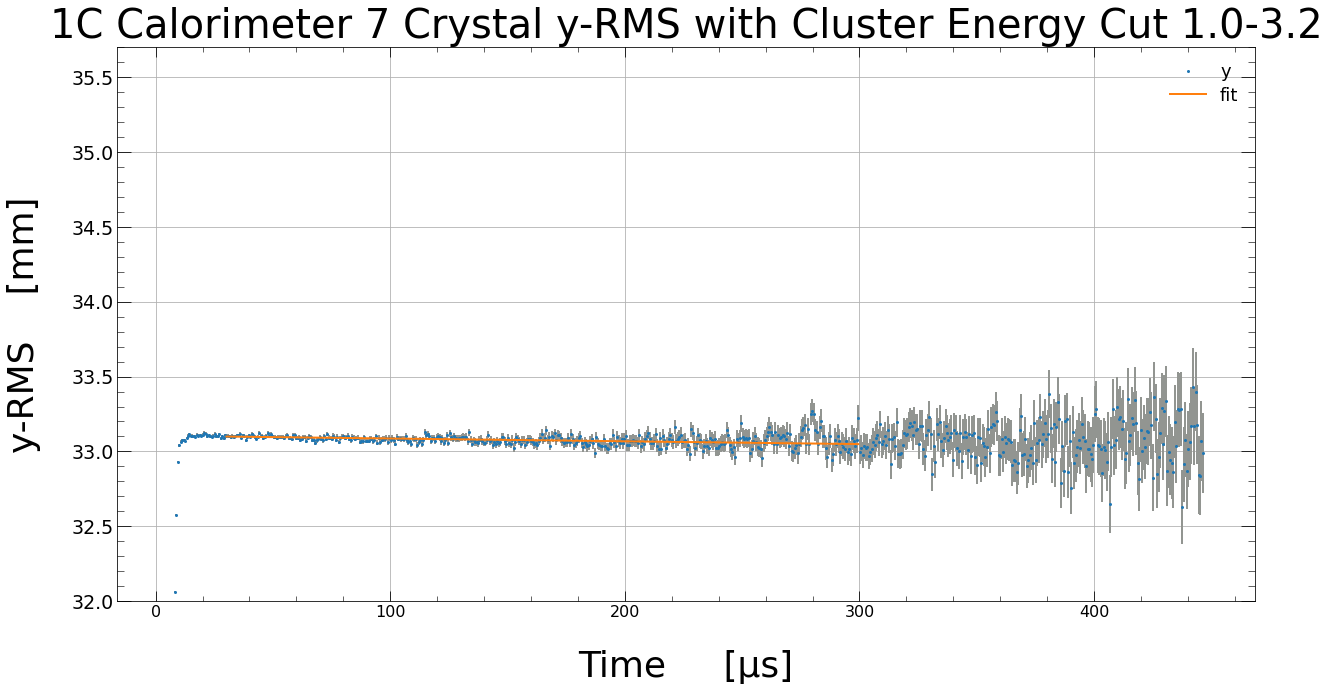 1C Calorimeter 7 Crystal y-RMS with Cluster Energy Cut 1.0-3.2
y
fit
35.5
35.0
34.5
34.0
33.5
33.0
32.5
32.0
y-RMS [mm]
0 100 200 300 400
Time [µs]